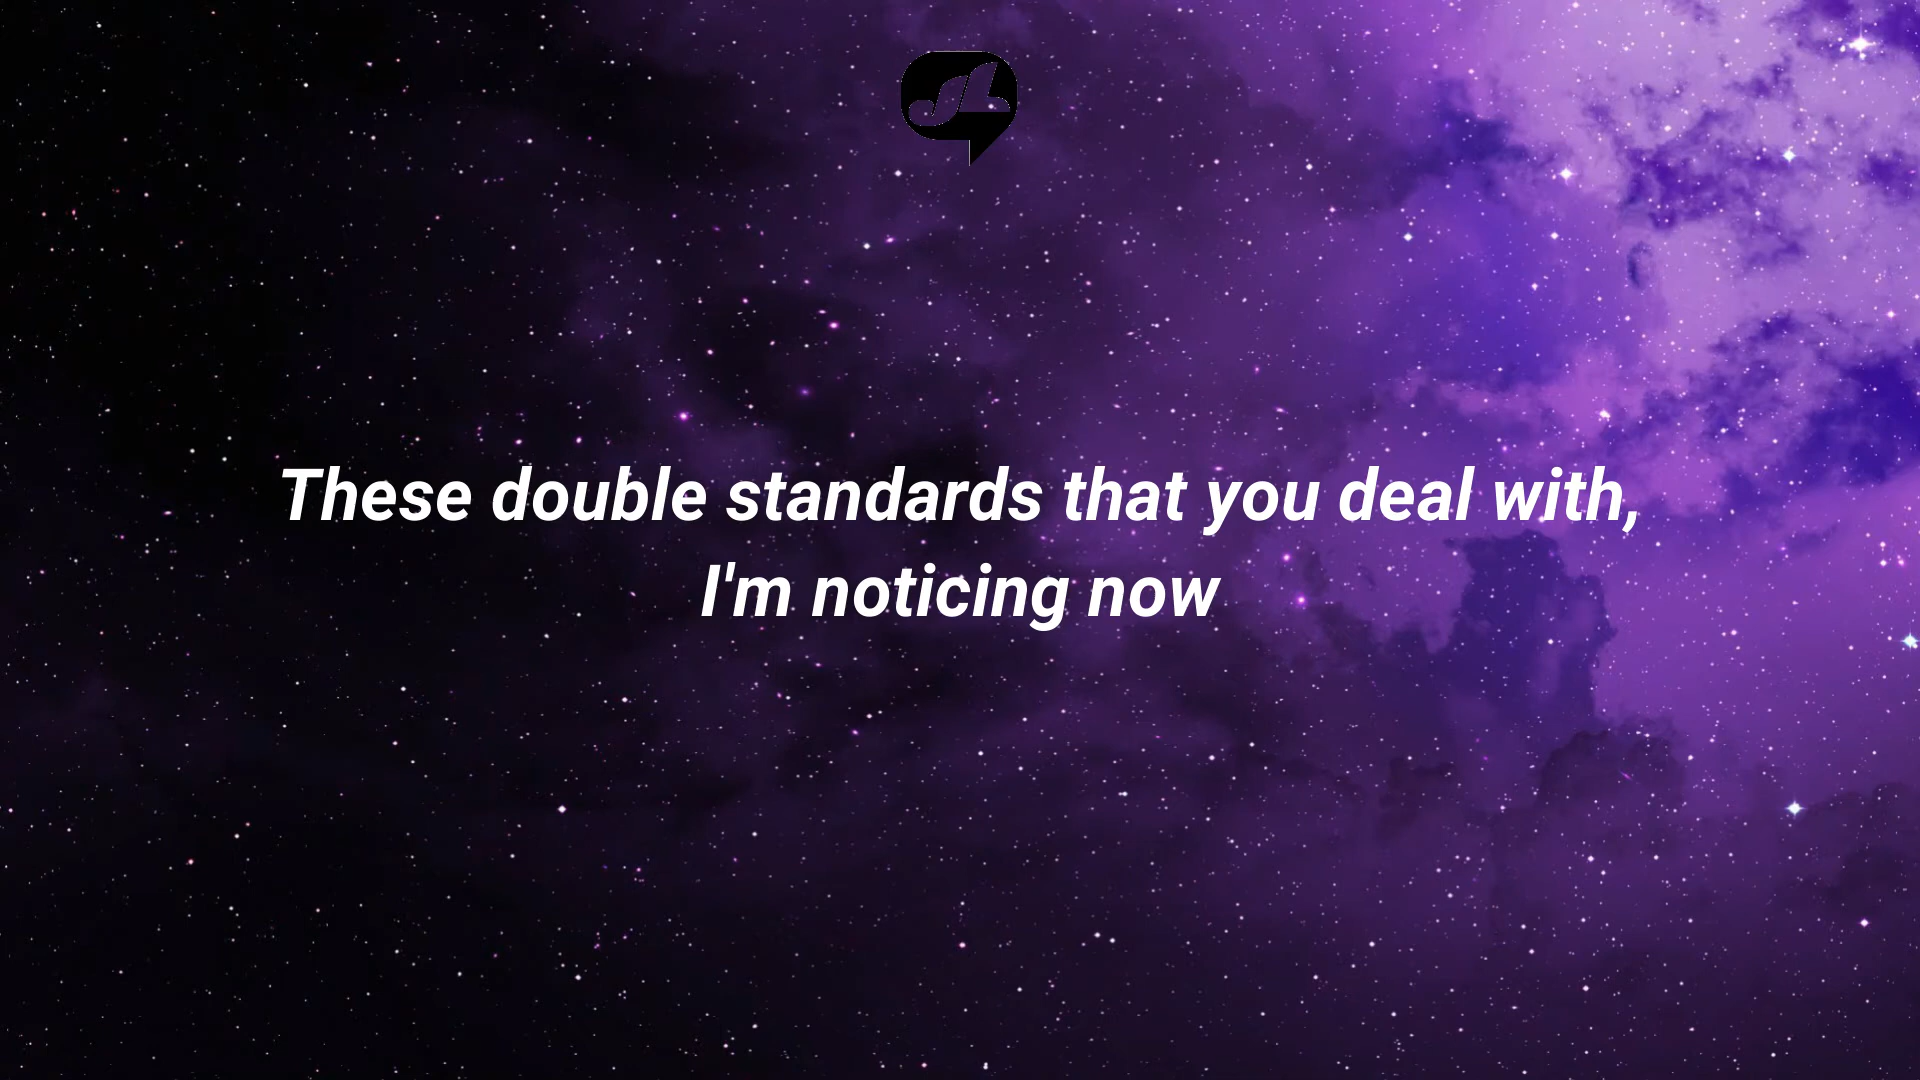 These double standards that you deal with,
I'm noticing now